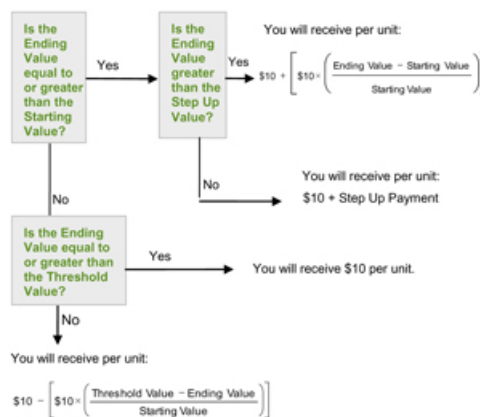 Is the
Ending
Value
equal to
or greater
than the
Starting
Value?
Yes
Is the
Ending
Value
greater
than the
Step Up
Value?
Yes
You will receive per unit:
$10 + [ $10 × ( Ending Value − Starting Value
Starting Value )
No
You will receive per unit:
$10 + Step Up Payment
No
Is the Ending
Value equal to
or greater than
the Threshold
Value?
Yes
You will receive $10 per unit.
No
You will receive per unit:
$10 − [ $10 × ( Threshold Value − Ending Value
Starting Value ) ]